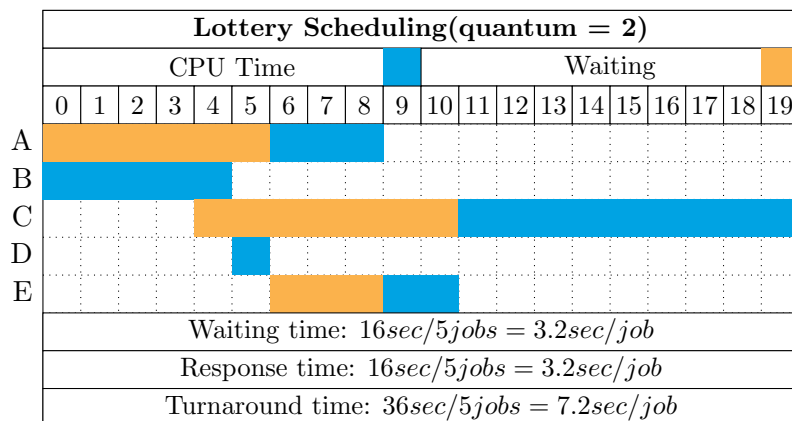 Lottery Scheduling(quantum = 2)
CPU Time Waiting
0 1 2 3 4 5 6 7 8 9 10 11 12 13 14 15 16 17 18 19
A
B
C
D
E
Waiting time: 16sec/5jobs = 3.2sec/job
Response time: 16sec/5jobs = 3.2sec/job
Turnaround time: 36sec/5jobs = 7.2sec/job